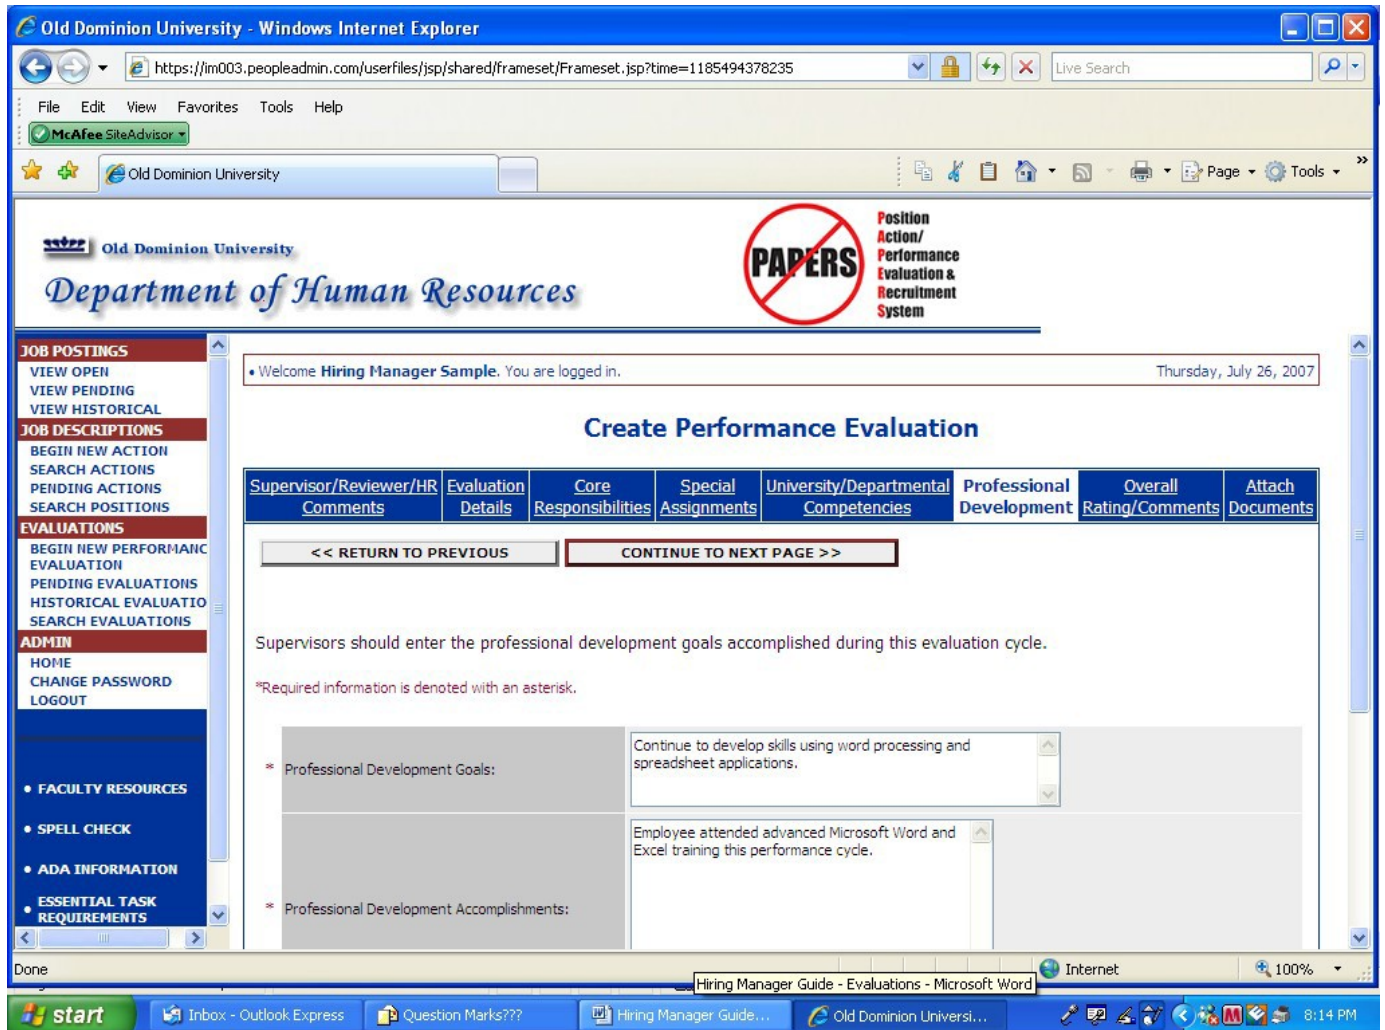 Old Dominion University - Windows Internet Explorer
https://im003.peopleadmin.com/userfiles/jsp/shared/frameset/Frameset.jsp?time=1185494378235
Live Search
File Edit View Favorites Tools Help
McAfee SiteAdvisor
Old Dominion University
Page Tools »
Old Dominion University
Department of Human Resources
PAPERS
Position
Action/
Performance
Evaluation &
Recruitment
System
JOB POSTINGS
VIEW OPEN
VIEW PENDING
VIEW HISTORICAL
JOB DESCRIPTIONS
BEGIN NEW ACTION
SEARCH ACTIONS
PENDING ACTIONS
SEARCH POSITIONS
EVALUATIONS
BEGIN NEW PERFORMANC
EVALUATION
PENDING EVALUATIONS
HISTORICAL EVALUATIO
SEARCH EVALUATIONS
ADMIN
HOME
CHANGE PASSWORD
LOGOUT
• FACULTY RESOURCES
• SPELL CHECK
• ADA INFORMATION
• ESSENTIAL TASK
REQUIREMENTS
• Welcome Hiring Manager Sample. You are logged in.
Thursday, July 26, 2007
Create Performance Evaluation
Supervisor/Reviewer/HR Comments
Evaluation Details
Core Responsibilities
Special Assignments
University/Departmental Competencies
Professional Development
Overall Rating/Comments
Attach Documents
<< RETURN TO PREVIOUS
CONTINUE TO NEXT PAGE >>
Supervisors should enter the professional development goals accomplished during this evaluation cycle.
*Required information is denoted with an asterisk.
* Professional Development Goals:
Continue to develop skills using word processing and
spreadsheet applications.
* Professional Development Accomplishments:
Employee attended advanced Microsoft Word and
Excel training this performance cycle.
Done
Internet
100%
Hiring Manager Guide - Evaluations - Microsoft Word
start
Inbox - Outlook Express
Question Marks???
Hiring Manager Guide...
Old Dominion Universi...
8:14 PM